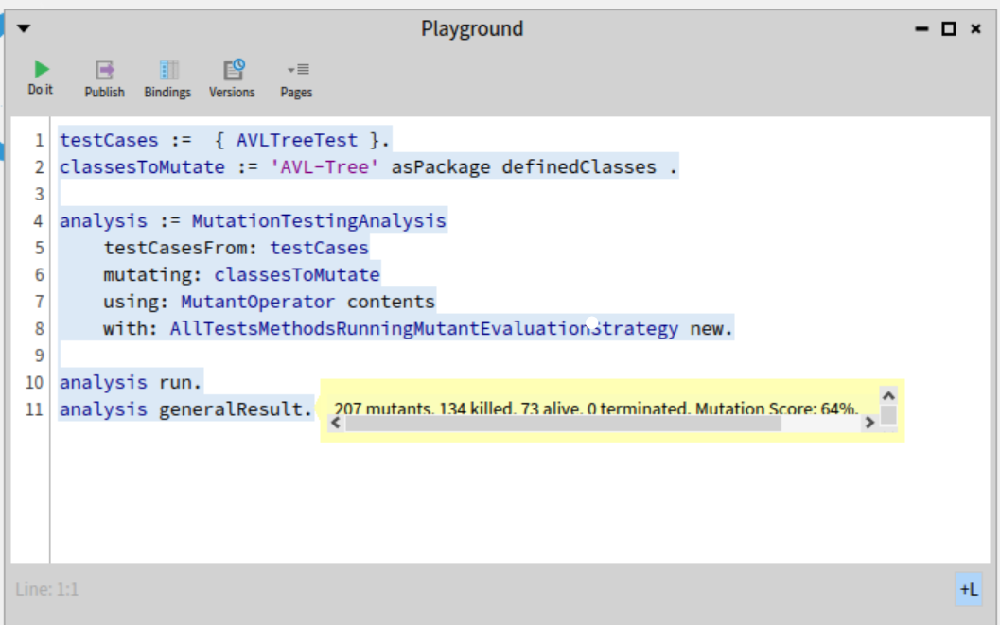 Playground
Do it Publish Bindings Versions Pages
1 testCases := { AVLTreeTest }.
2 classesToMutate := 'AVL-Tree' asPackage definedClasses .
3
4 analysis := MutationTestingAnalysis
5 testCasesFrom: testCases
6 mutating: classesToMutate
7 using: MutantOperator contents
8 with: AllTestsMethodsRunningMutantEvaluationStrategy new.
9
10 analysis run.
11 analysis generalResult. 207 mutants, 134 killed, 73 alive, 0 terminated. Mutation Score: 64%.
Line: 1:1 +L